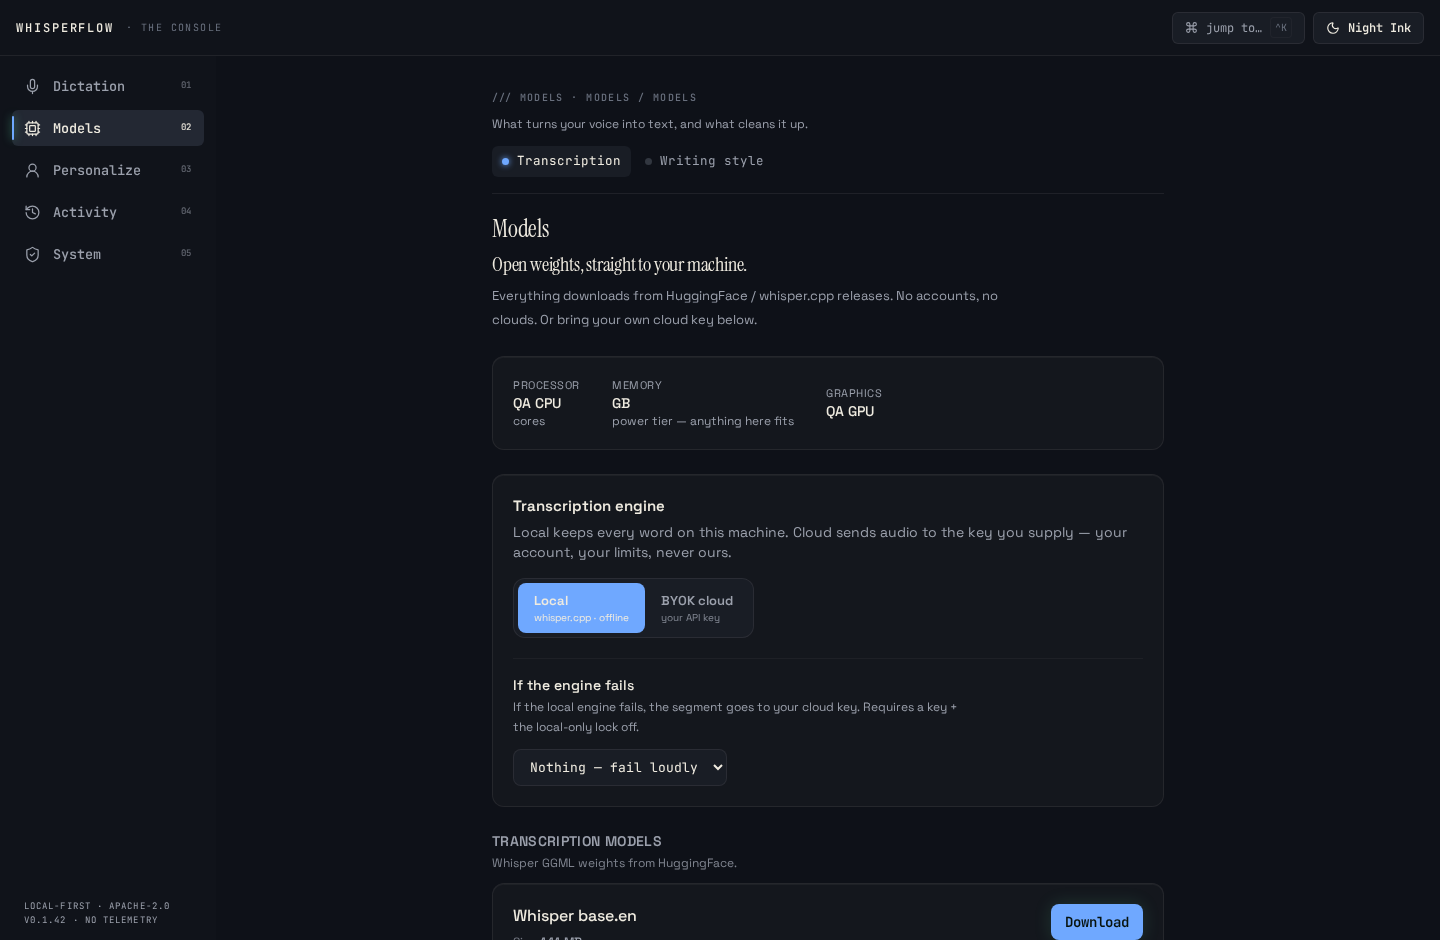 WHISPERFLOW · THE CONSOLE
⌘ jump to… ^K
Night Ink
Dictation 01
Models 02
Personalize 03
Activity 04
System 05
/// MODELS · MODELS / MODELS
What turns your voice into text, and what cleans it up.
Transcription
Writing style
Models
Open weights, straight to your machine.
Everything downloads from HuggingFace / whisper.cpp releases. No accounts, no
clouds. Or bring your own cloud key below.
PROCESSOR
QA CPU
cores
MEMORY
GB
power tier — anything here fits
GRAPHICS
QA GPU
Transcription engine
Local keeps every word on this machine. Cloud sends audio to the key you supply — your
account, your limits, never ours.
Local
whisper.cpp · offline
BYOK cloud
your API key
If the engine fails
If the local engine fails, the segment goes to your cloud key. Requires a key +
the local-only lock off.
Nothing — fail loudly
TRANSCRIPTION MODELS
Whisper GGML weights from HuggingFace.
Whisper base.en
Download
LOCAL-FIRST · APACHE-2.0
V0.1.42 · NO TELEMETRY